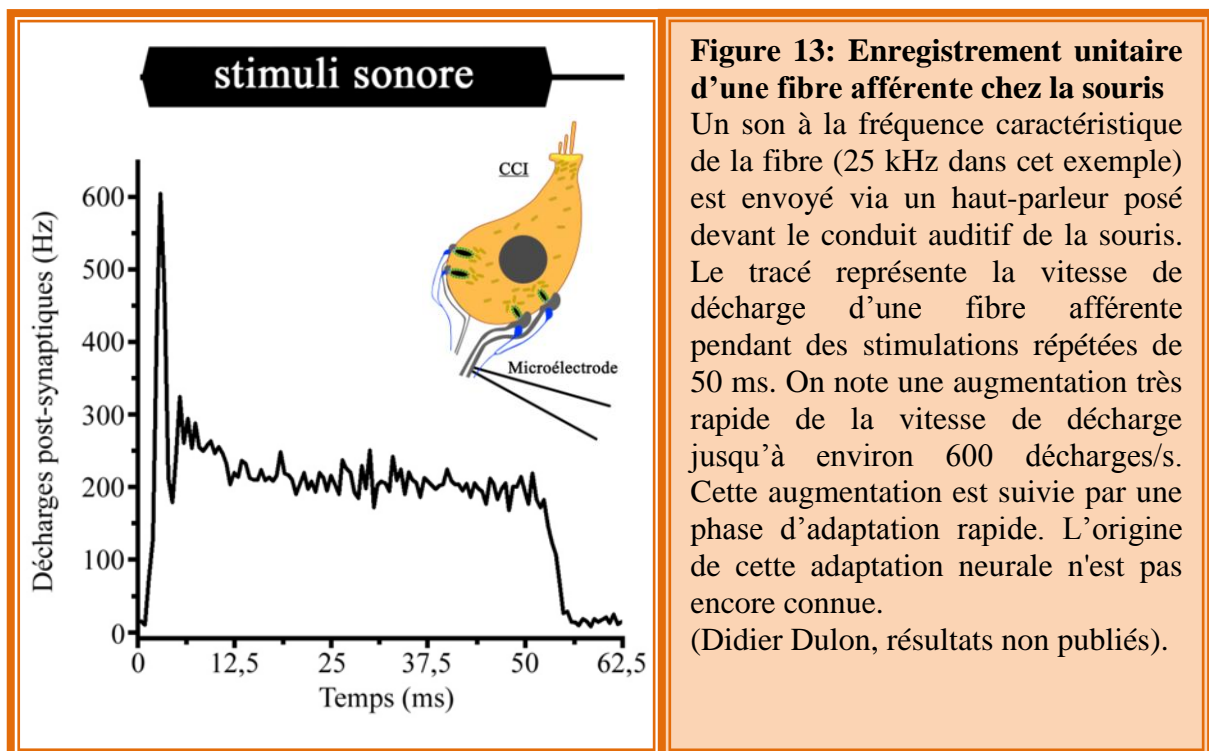 stimuli sonore
CCI
Microélectrode
Décharges post-synaptiques (Hz)
600
500
400
300
200
100
0
0 12,5 25 37,5 50 62,5
Temps (ms)
Figure 13: Enregistrement unitaire
d’une fibre afférente chez la souris
Un son à la fréquence caractéristique
de la fibre (25 kHz dans cet exemple)
est envoyé via un haut-parleur posé
devant le conduit auditif de la souris.
Le tracé représente la vitesse de
décharge d’une fibre afférente
pendant des stimulations répétées de
50 ms. On note une augmentation très
rapide de la vitesse de décharge
jusqu’à environ 600 décharges/s.
Cette augmentation est suivie par une
phase d’adaptation rapide. L’origine
de cette adaptation neurale n'est pas
encore connue.
(Didier Dulon, résultats non publiés).